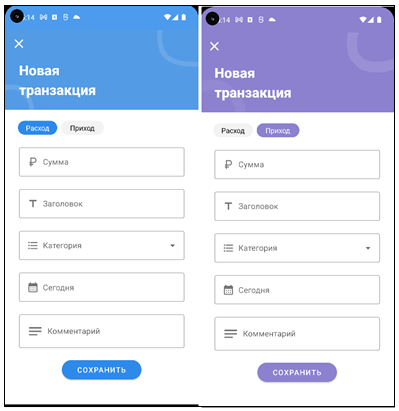 :14
Новая
транзакция
Расход Приход
Сумма
Заголовок
Категория
Сегодня
Комментарий
СОХРАНИТЬ
:14
Новая
транзакция
Расход Приход
Сумма
Заголовок
Категория
Сегодня
Комментарий
СОХРАНИТЬ